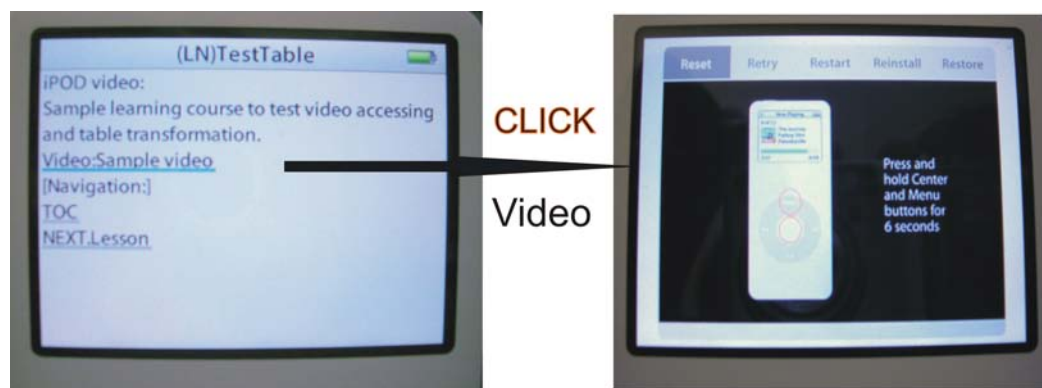 (LN)TestTable
iPOD video:
Sample learning course to test video accessing
and table transformation.
Video:Sample video
[Navigation:]
TOC
NEXT.Lesson
CLICK
Video
Reset Retry Restart Reinstall Restore
Press and
hold Center
and Menu
buttons for
6 seconds